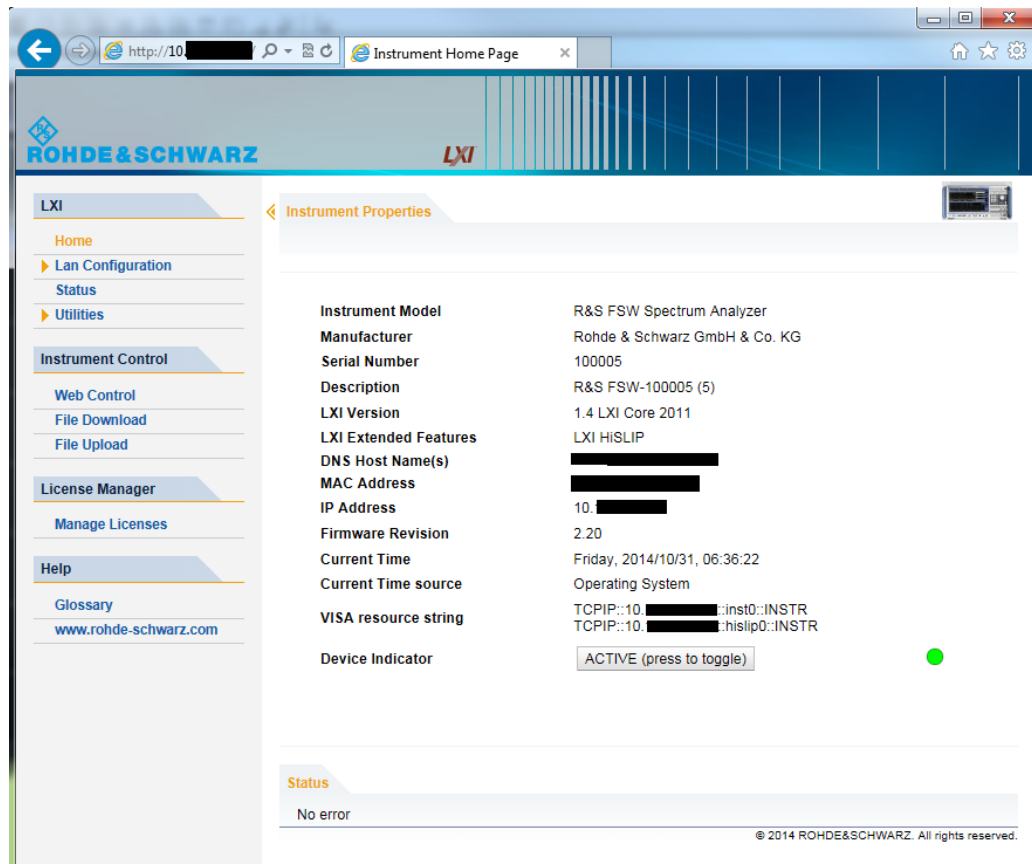 http://10.
Instrument Home Page
ROHDE&SCHWARZ
LXI
LXI
Home
Lan Configuration
Status
Utilities
Instrument Control
Web Control
File Download
File Upload
License Manager
Manage Licenses
Help
Glossary
www.rohde-schwarz.com
Instrument Properties
Instrument Model R&S FSW Spectrum Analyzer
Manufacturer Rohde & Schwarz GmbH & Co. KG
Serial Number 100005
Description R&S FSW-100005 (5)
LXI Version 1.4 LXI Core 2011
LXI Extended Features LXI HiSLIP
DNS Host Name(s)
MAC Address
IP Address 10.
Firmware Revision 2.20
Current Time Friday, 2014/10/31, 06:36:22
Current Time source Operating System
VISA resource string TCPIP::10. ::inst0::INSTR
TCPIP::10. ::hislip0::INSTR
Device Indicator ACTIVE (press to toggle)
Status
No error
© 2014 ROHDE&SCHWARZ. All rights reserved.